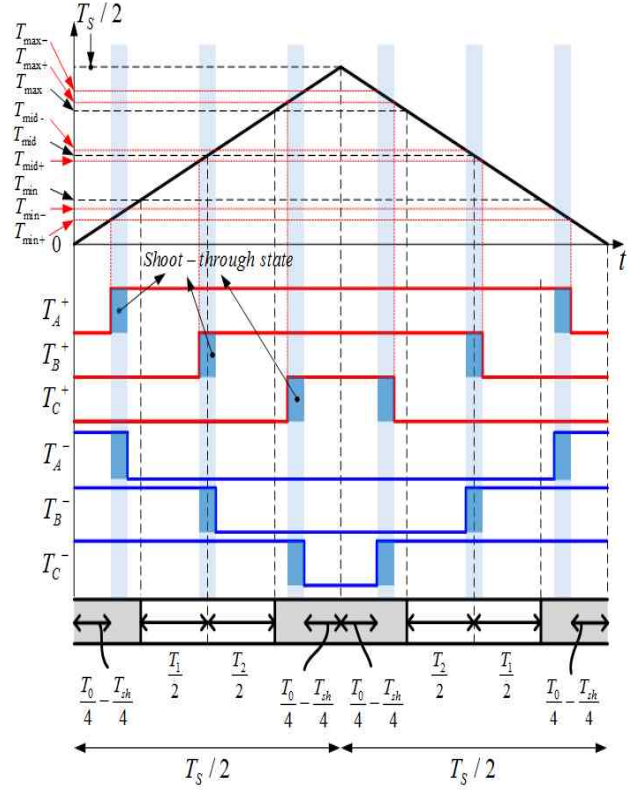 T_S / 2
T_max−
T_max+
T_max
T_mid -
T_mid
T_mid+
T_min
T_min−
T_min+
0
t
Shoot – through state
T_A^+
T_B^+
T_C^+
T_A^−
T_B^−
T_C^−
T_1/2 T_2/2 T_2/2 T_1/2
T_0/4 − T_sh/4 T_0/4 − T_sh/4 T_0/4 − T_sh/4 T_0/4 − T_sh/4
T_S / 2 T_S / 2